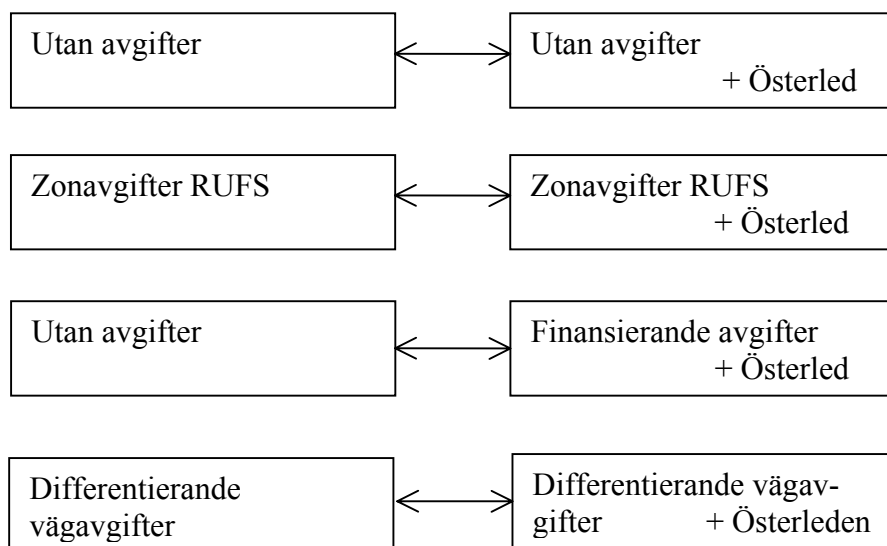 Utan avgifter
Utan avgifter
+ Österled
Zonavgifter RUFS
Zonavgifter RUFS
+ Österled
Utan avgifter
Finansierande avgifter
+ Österled
Differentierande
vägavgifter
Differentierande vägav-
gifter + Österleden